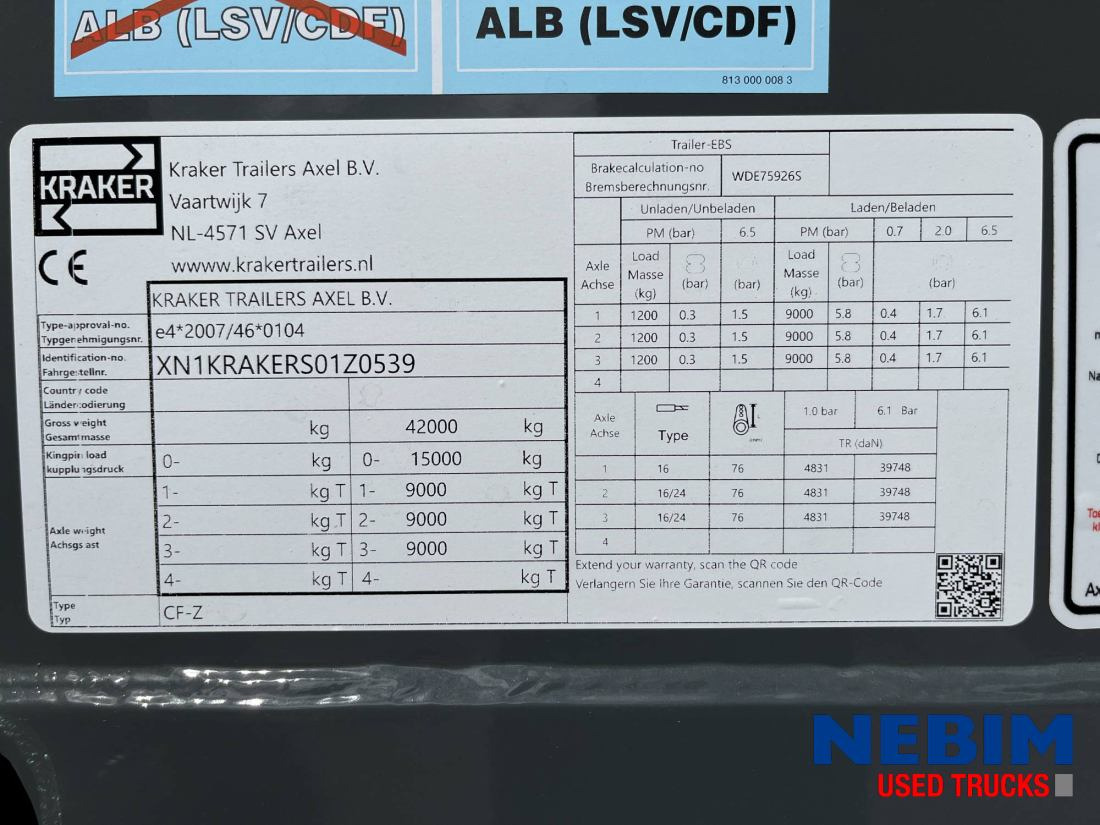 ALB (LSV/CDF)
ALB (LSV/CDF)
813 000 008 3
KRAKER
Kraker Trailers Axel B.V.
Vaartwijk 7
NL-4571 SV Axel
wwww.krakertrailers.nl
CE
KRAKER TRAILERS AXEL B.V.
Type-approval-no.
Typgenehmigungsnr.
e4*2007/46*0104
Identification-no.
Fahrgestellnr.
XN1KRAKERS01Z0539
Country code
Ländercodierung
Gross weight
Gesamtmasse
kg 42000 kg
Kingpin load
kupplungsdruck
0- kg 0- 15000 kg
Axle weight
Achsgslast
1- kg T 1- 9000 kg T
2- kg T 2- 9000 kg T
3- kg T 3- 9000 kg T
4- kg T 4- kg T
Type
Typ
CF-Z
Trailer-EBS
Brakecalculation-no
Bremsberechnungsnr.
WDE75926S
Unladen/Unbeladen Laden/Beladen
PM (bar) 6.5 PM (bar) 0.7 2.0 6.5
Axle
Achse
Load
Masse
(kg)
(bar)
(bar)
Load
Masse
(kg)
(bar)
(bar)
1 1200 0.3 1.5 9000 5.8 0.4 1.7 6.1
2 1200 0.3 1.5 9000 5.8 0.4 1.7 6.1
3 1200 0.3 1.5 9000 5.8 0.4 1.7 6.1
4
Axle
Achse
Type
1.0 bar 6.1 Bar
TR (daN)
1 16 76 4831 39748
2 16/24 76 4831 39748
3 16/24 76 4831 39748
4
Extend your warranty, scan the QR code
Verlangern Sie Ihre Garantie, scannen Sie den QR-Code
NEBIM
USED TRUCKS